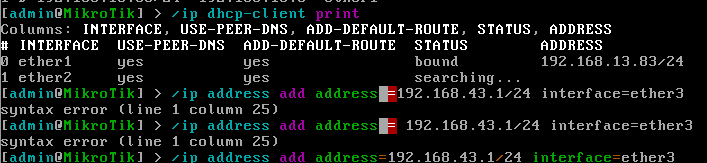 [admin@MikroTik] > /ip dhcp-client print
Columns: INTERFACE, USE-PEER-DNS, ADD-DEFAULT-ROUTE, STATUS, ADDRESS
# INTERFACE USE-PEER-DNS ADD-DEFAULT-ROUTE STATUS ADDRESS
0 ether1 yes yes bound 192.168.13.83/24
1 ether2 yes yes searching...
[admin@MikroTik] > /ip address add address =192.168.43.1/24 interface=ether3
syntax error (line 1 column 25)
[admin@MikroTik] > /ip address add address = 192.168.43.1/24 interface=ether3
syntax error (line 1 column 25)
[admin@MikroTik] > /ip address add address=192.168.43.1/24 interface=ether3